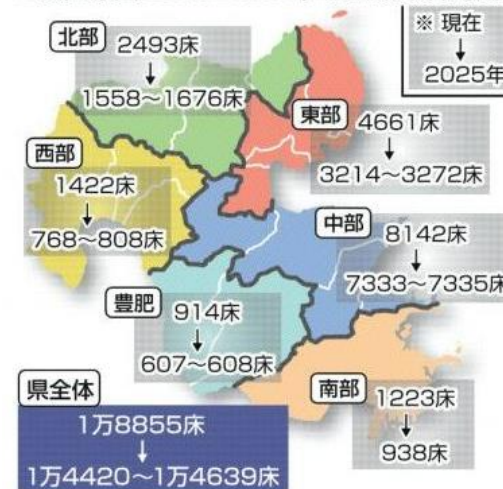 ※ 現在
↓
2025年
北部
2493床
↓
1558～1676床
東部
4661床
↓
3214～3272床
西部
1422床
↓
768～808床
中部
8142床
↓
7333～7335床
豊肥
914床
↓
607～608床
南部
1223床
↓
938床
県全体
1万8855床
↓
1万4420～1万4639床